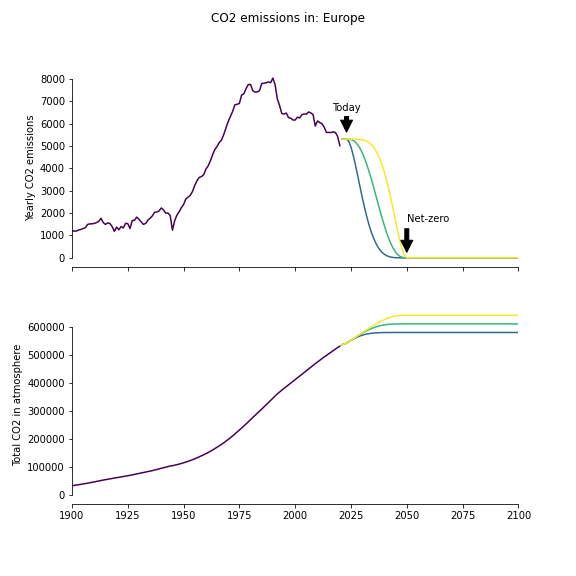 CO2 emissions in: Europe
8000
7000
6000
5000
4000
3000
2000
1000
0
Yearly CO2 emissions
Today
Net-zero
600000
500000
400000
300000
200000
100000
0
Total CO2 in atmosphere
1900 1925 1950 1975 2000 2025 2050 2075 2100